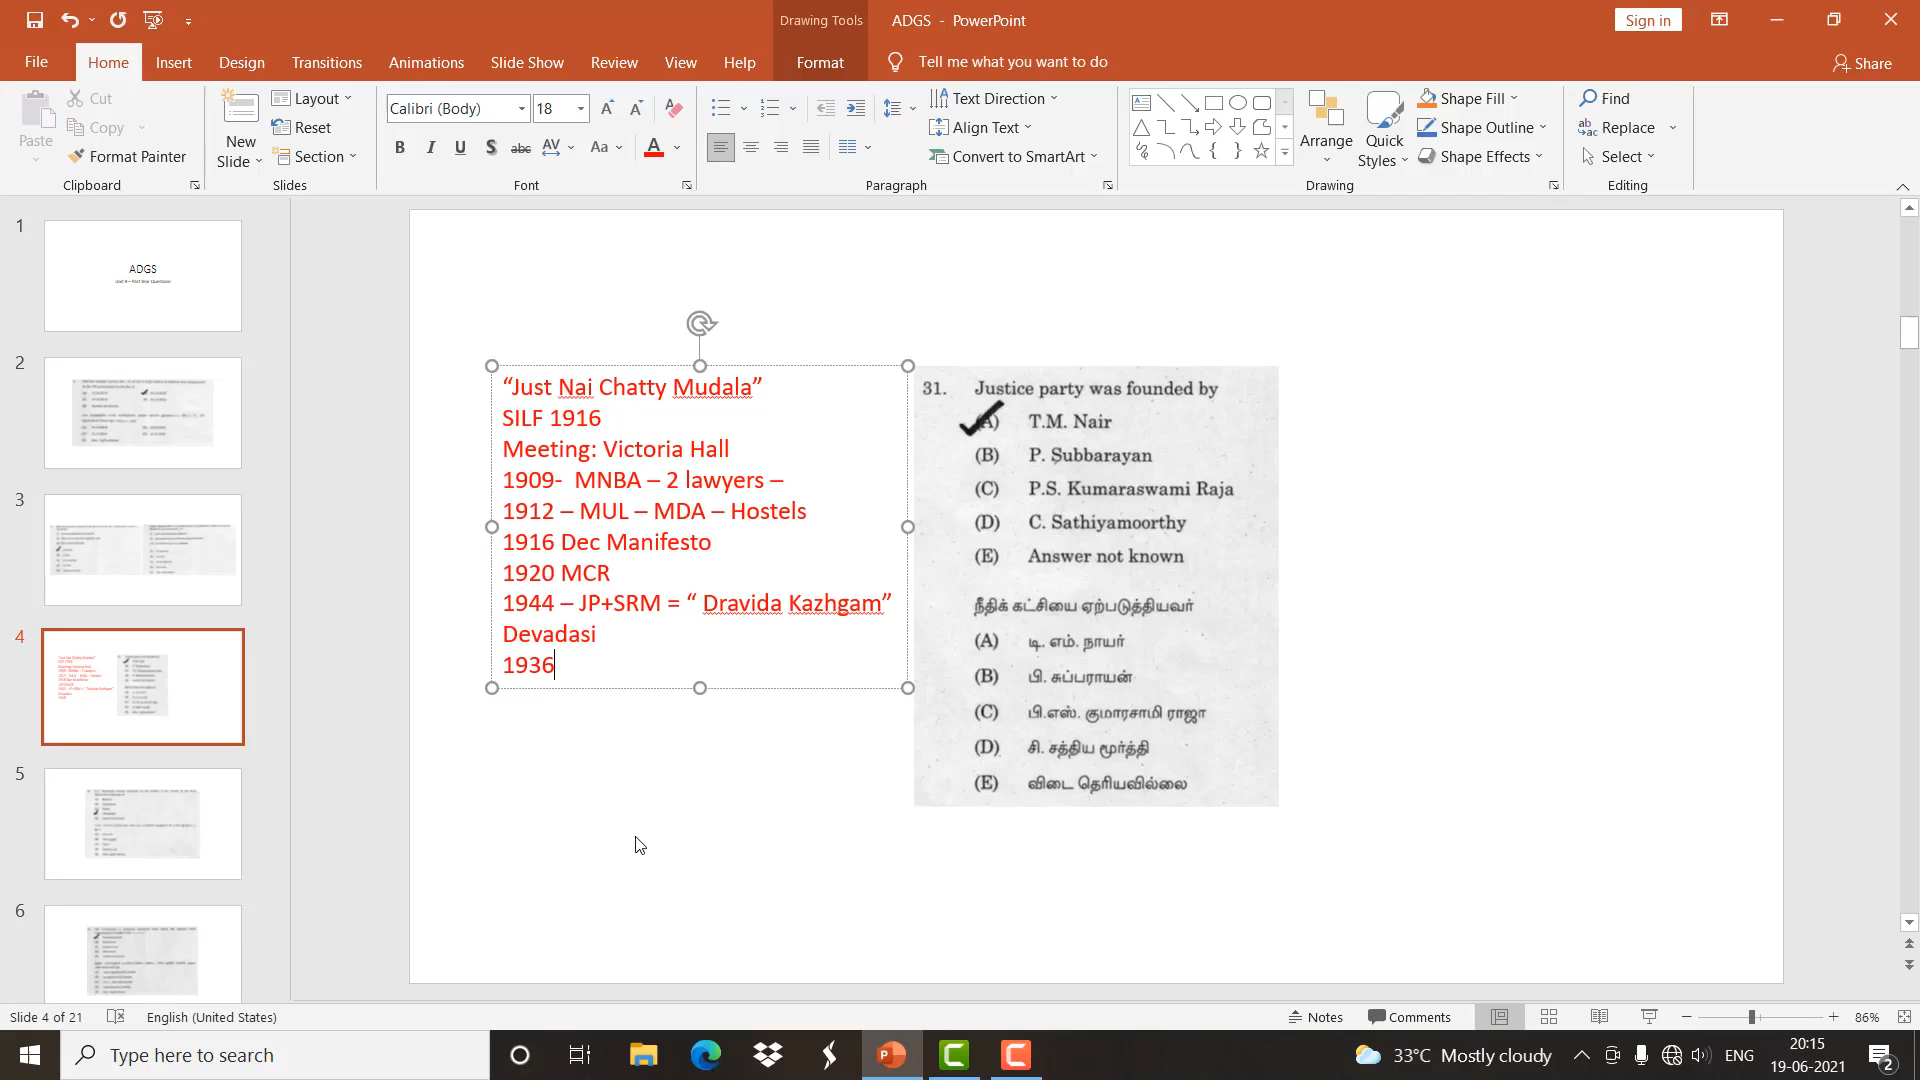 Drawing Tools
ADGS - PowerPoint
Sign in
File
Home
Insert
Design
Transitions
Animations
Slide Show
Review
View
Help
Format
Tell me what you want to do
Share
Paste
Cut
Copy
Format Painter
Clipboard
New Slide
Layout
Reset
Section
Slides
Calibri (Body)
18
Font
Text Direction
Align Text
Convert to SmartArt
Paragraph
Arrange
Quick Styles
Shape Fill
Shape Outline
Shape Effects
Drawing
Find
Replace
Select
Editing
1
ADGS
2
3
4
5
6
“Just Nai Chatty Mudala”
SILF 1916
Meeting: Victoria Hall
1909- MNBA – 2 lawyers –
1912 – MUL – MDA – Hostels
1916 Dec Manifesto
1920 MCR
1944 – JP+SRM = “ Dravida Kazhgam”
Devadasi
1936
31. Justice party was founded by
(A) T.M. Nair
(B) P. Subbarayan
(C) P.S. Kumaraswami Raja
(D) C. Sathiyamoorthy
(E) Answer not known
நீதிக் கட்சியை ஏற்படுத்தியவர்
(A) டி. எம். நாயர்
(B) பி. சுப்பராயன்
(C) பி.எஸ். குமாரசாமி ராஜா
(D) சி. சத்திய மூர்த்தி
(E) விடை தெரியவில்லை
Slide 4 of 21
English (United States)
Notes
Comments
86%
Type here to search
33°C Mostly cloudy
ENG
20:15
19-06-2021
2